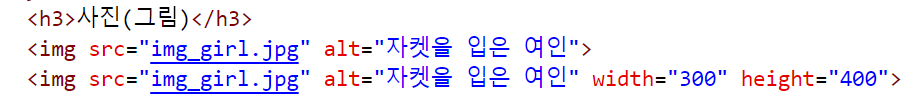 <h3>사진(그림)</h3>
<img src="img_girl.jpg" alt="자켓을 입은 여인">
<img src="img_girl.jpg" alt="자켓을 입은 여인" width="300" height="400">